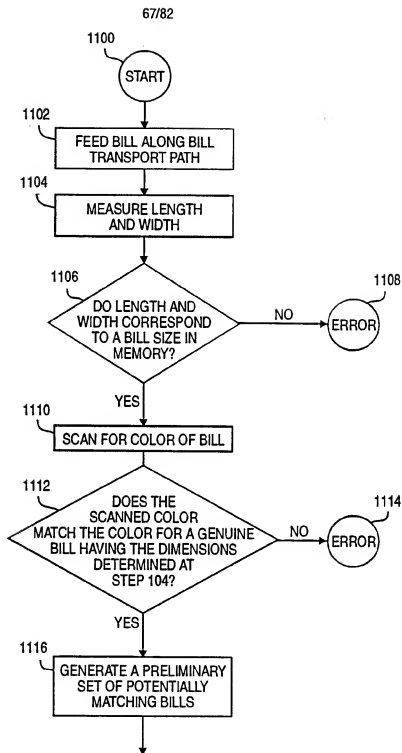 67/82
1100
START
1102
FEED BILL ALONG BILL
TRANSPORT PATH
1104
MEASURE LENGTH
AND WIDTH
1106
DO LENGTH AND
WIDTH CORRESPOND
TO A BILL SIZE IN
MEMORY?
NO
1108
ERROR
YES
1110
SCAN FOR COLOR OF BILL
1112
DOES THE
SCANNED COLOR
MATCH THE COLOR FOR A GENUINE
BILL HAVING THE DIMENSIONS
DETERMINED AT
STEP 104?
NO
1114
ERROR
YES
1116
GENERATE A PRELIMINARY
SET OF POTENTIALLY
MATCHING BILLS